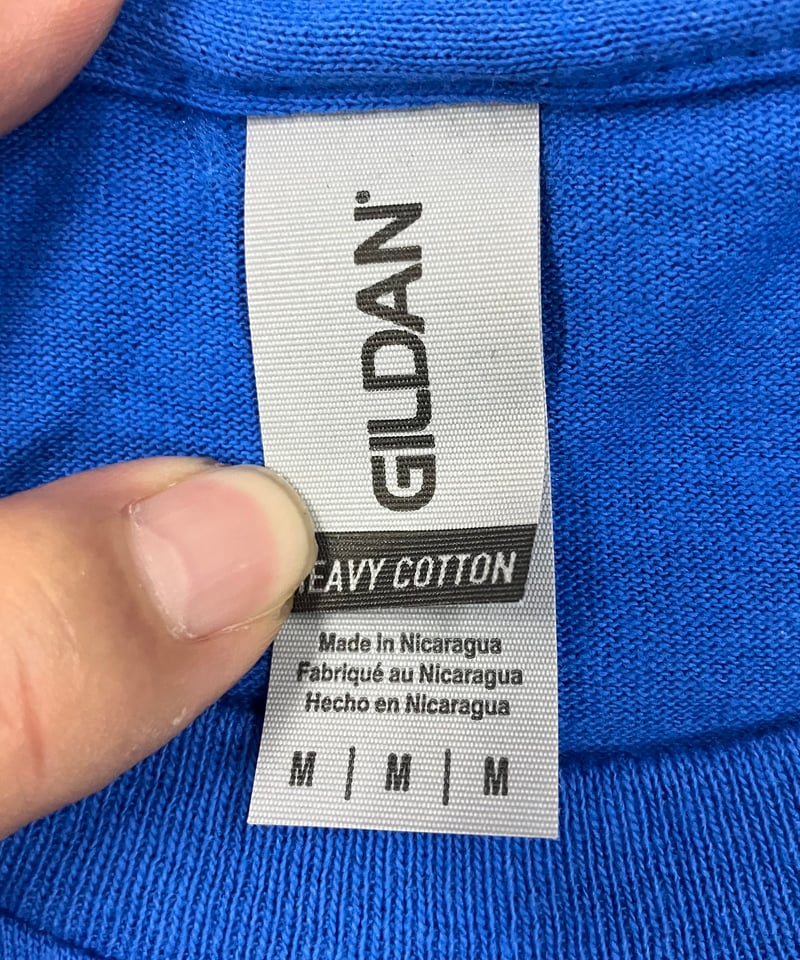 GILDAN
EAVY COTTON
Made in Nicaragua
Fabriqué au Nicaragua
Hecho en Nicaragua
M | M | M